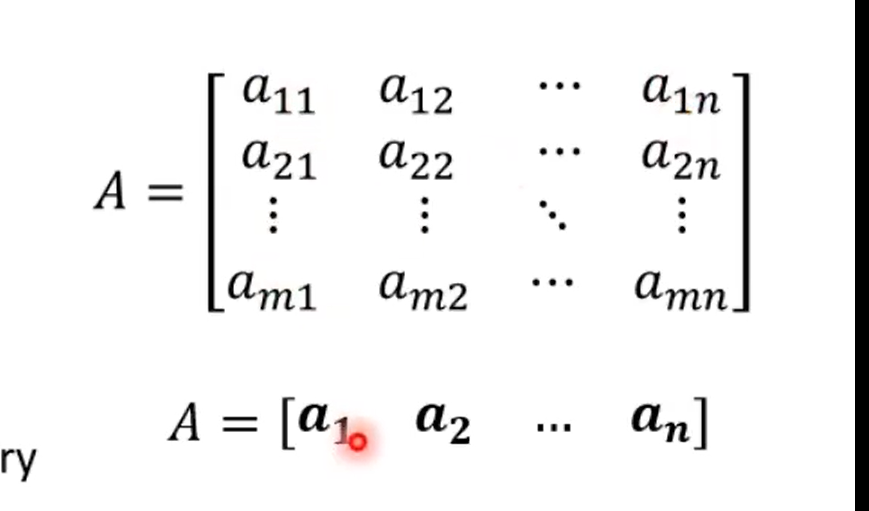 A = [ a₁₁ a₁₂ ⋯ a₁ₙ
a₂₁ a₂₂ ⋯ a₂ₙ
⋮ ⋮ ⋱ ⋮
aₘ₁ aₘ₂ ⋯ aₘₙ ]
A = [a₁ a₂ ... aₙ]
ry